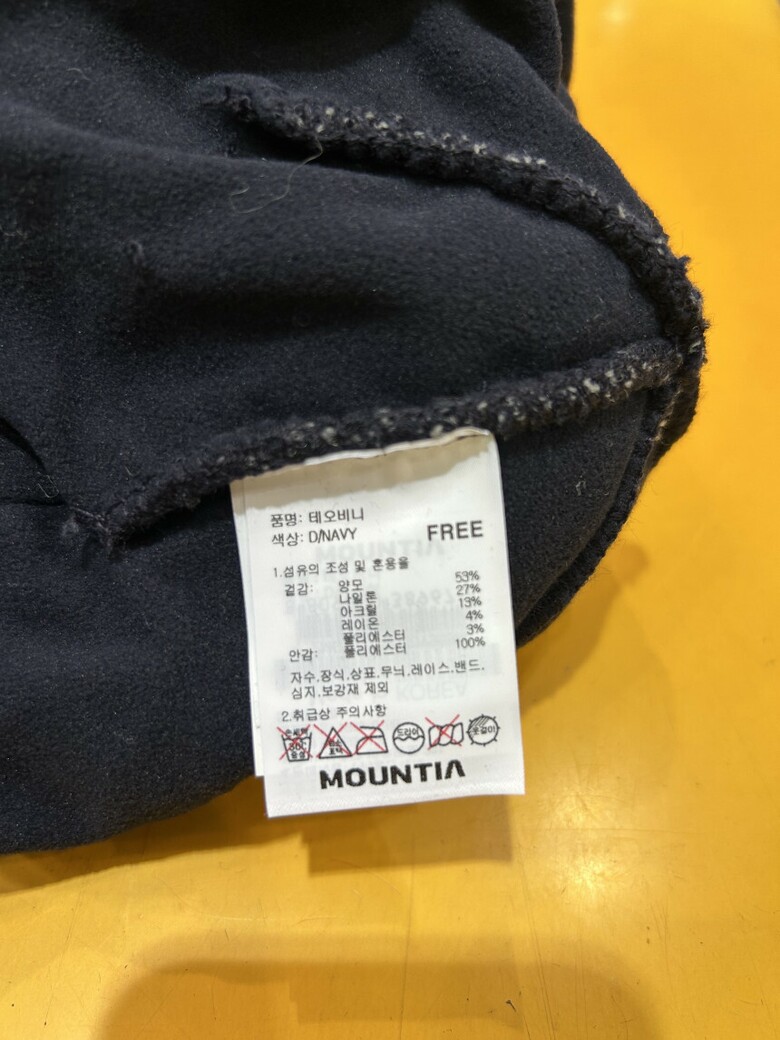 품명: 테오비니
색상: D/NAVY FREE
1.섬유의 조성 및 혼용율
겉감: 양모 53%
나일론 27%
아크릴 13%
레이온 4%
폴리에스터 3%
안감: 폴리에스터 100%
자수,장식,상표,무늬,레이스,밴드,
심지,보강재 제외
2.취급상 주의사항
드라이 옷걸이
MOUNTIA